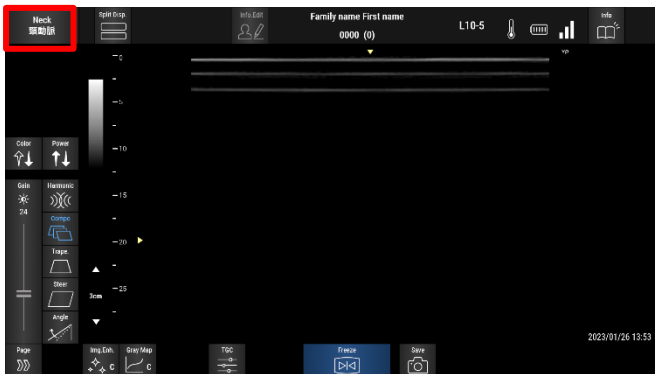 Neck
頸動脈
Split Disp.
Info.Edit
Family name First name
0000 (0)
L10-5
Info
VP
0
5
10
15
20
25
Color
Power
Gain
24
Harmonic
Compo
Trape.
Steer
3cm
Angle
2023/01/26 13:53
Page
Img.Enh.
C
Gray Map
C
TGC
Freeze
Save